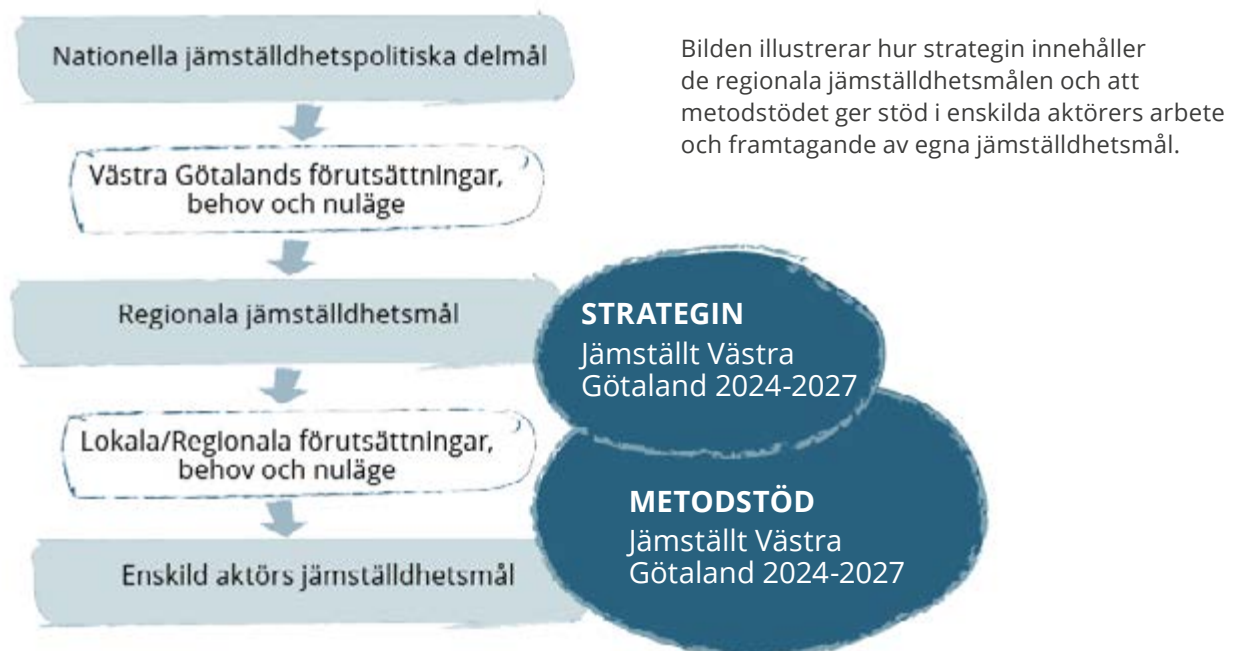 Nationella jämställdhetspolitiska delmål
Bilden illustrerar hur strategin innehåller
de regionala jämställdhetsmålen och att
metodstödet ger stöd i enskilda aktörers arbete
och framtagande av egna jämställdhetsmål.
Västra Götalands förutsättningar,
behov och nuläge
Regionala jämställdhetsmål
STRATEGIN
Jämställt Västra
Götaland 2024-2027
Lokala/Regionala förutsättningar,
behov och nuläge
METODSTÖD
Jämställt Västra
Götaland 2024-2027
Enskild aktörs jämställdhetsmål